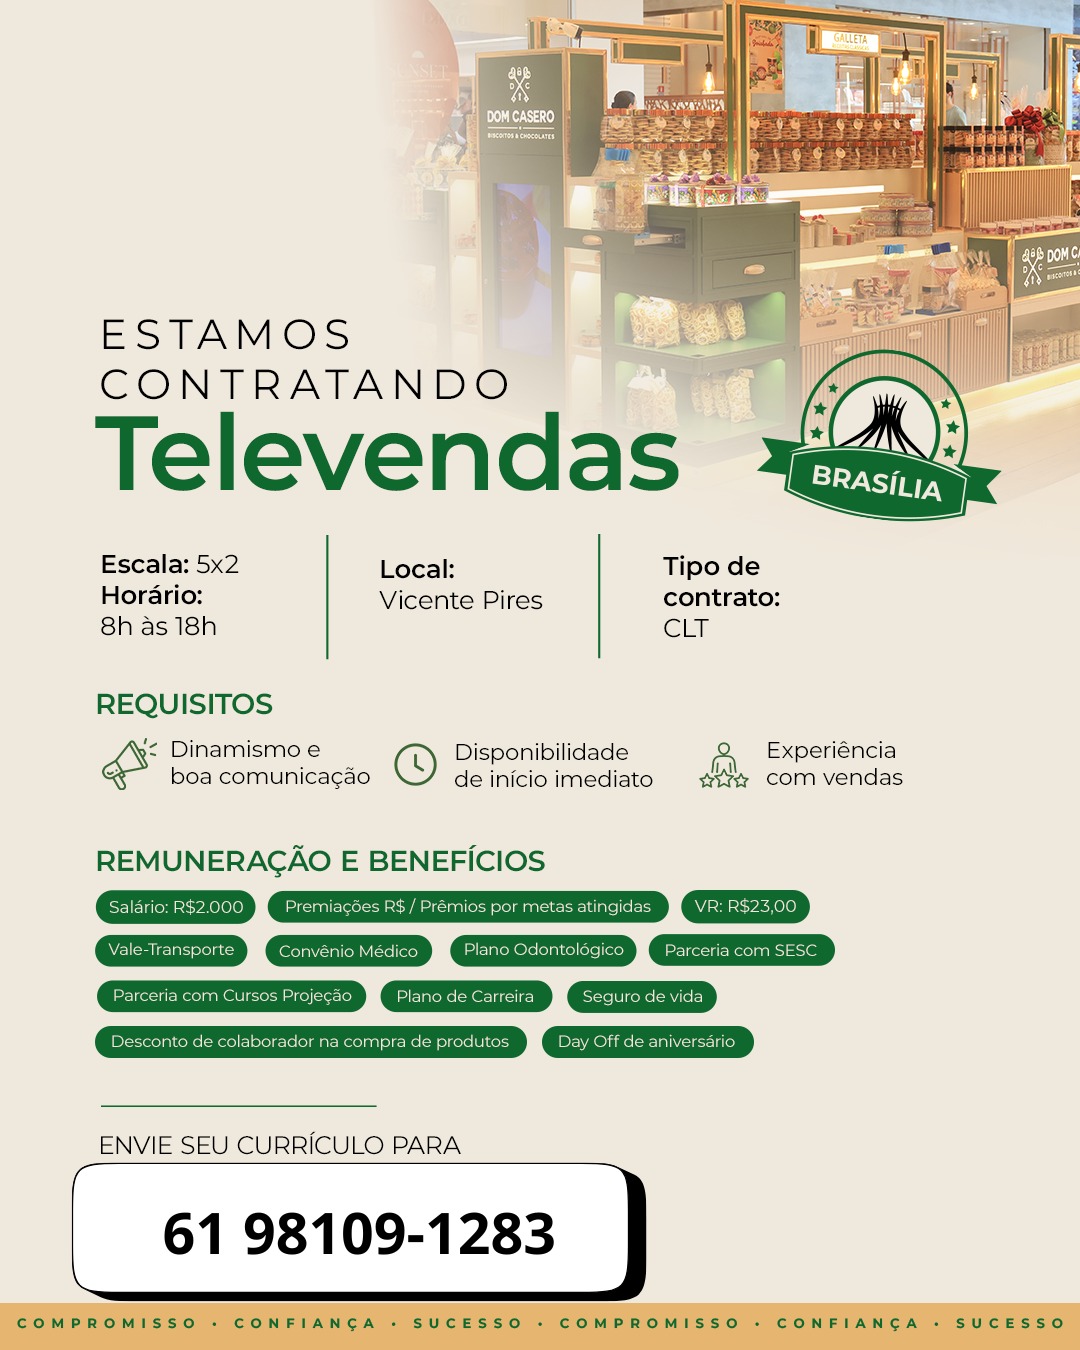 GALLETA
DOM CASERO
BISCOITOS & CHOCOLATES
DOM CA
ESTAMOS
CONTRATANDO
Televendas
BRASÍLIA
Escala: 5x2
Horário:
8h às 18h
Local:
Vicente Pires
Tipo de
contrato:
CLT
REQUISITOS
Dinamismo e
boa comunicação
Disponibilidade
de início imediato
Experiência
com vendas
REMUNERAÇÃO E BENEFÍCIOS
Salário: R$2.000
Premiações R$ / Prêmios por metas atingidas
VR: R$23,00
Vale-Transporte
Convênio Médico
Plano Odontológico
Parceria com SESC
Parceria com Cursos Projeção
Plano de Carreira
Seguro de vida
Desconto de colaborador na compra de produtos
Day Off de aniversário
ENVIE SEU CURRÍCULO PARA
61 98109-1283
COMPROMISSO • CONFIANÇA • SUCESSO • COMPROMISSO • CONFIANÇA • SUCESSO